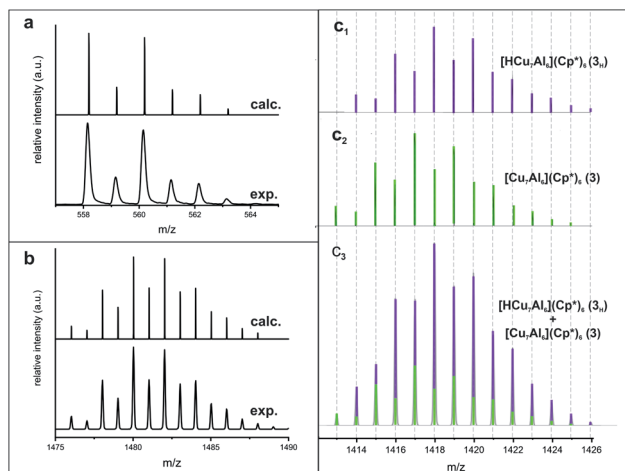 a
relative intensity (a.u.)
calc.
exp.
558 560 562 564
m/z
b
relative intensity (a.u.)
calc.
exp.
1475 1480 1485 1490
m/z
c₁
[HCu₇Al₆](Cp*)₆ (3ₕ)
c₂
[Cu₇Al₆](Cp*)₆ (3)
C₃
[HCu₇Al₆](Cp*)₆ (3ₕ)
+
[Cu₇Al₆](Cp*)₆ (3)
1414 1416 1418 1420 1422 1424 1426
m/z